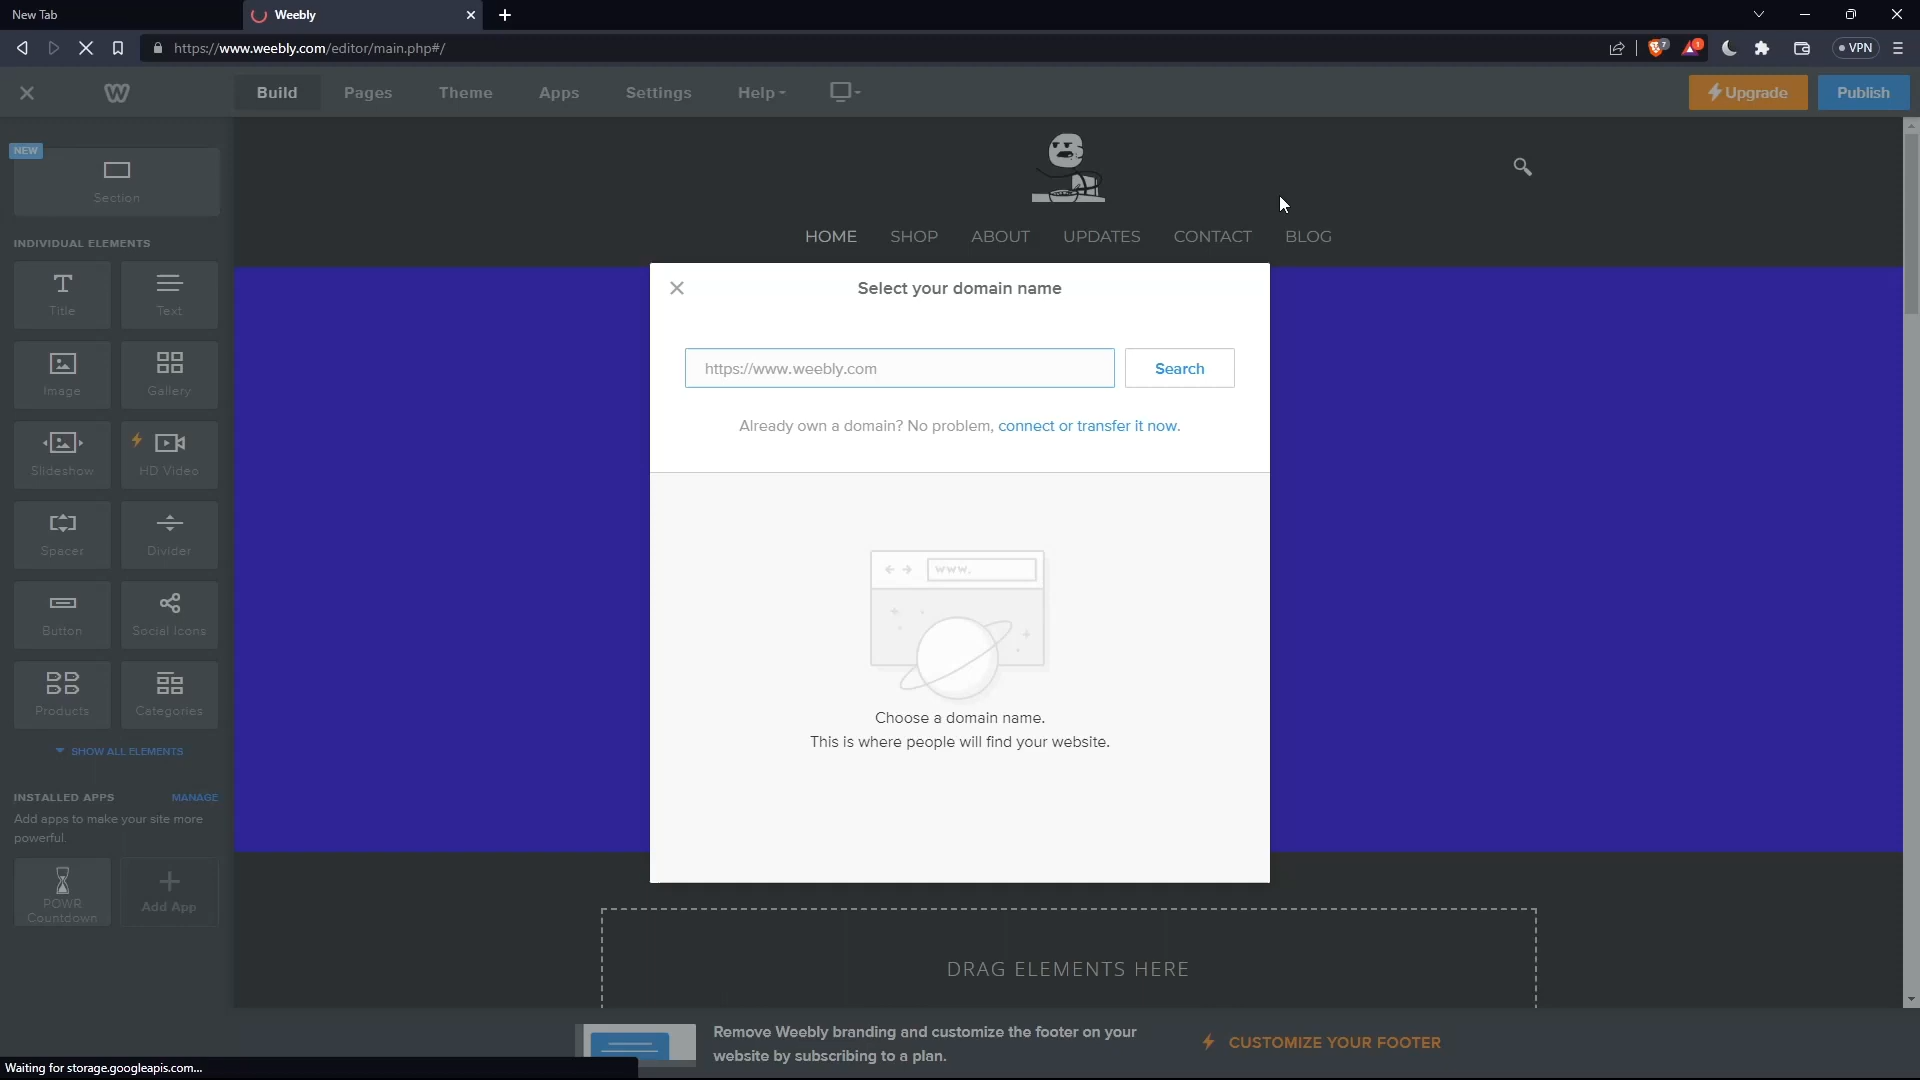 New Tab
Weebly
https://www.weebly.com/editor/main.php#/
7
1
VPN
Build
Pages
Theme
Apps
Settings
Help
Upgrade
Publish
NEW
Section
INDIVIDUAL ELEMENTS
Title
Text
Image
Gallery
Slideshow
HD Video
Spacer
Divider
Button
Social Icons
Products
Categories
SHOW ALL ELEMENTS
INSTALLED APPS
MANAGE
Add apps to make your site more
powerful.
POWR
Countdown
Add App
HOME
SHOP
ABOUT
UPDATES
CONTACT
BLOG
Select your domain name
https://www.weebly.com
Search
Already own a domain? No problem, connect or transfer it now.
www.
Choose a domain name.
This is where people will find your website.
DRAG ELEMENTS HERE
Remove Weebly branding and customize the footer on your
website by subscribing to a plan.
CUSTOMIZE YOUR FOOTER
Waiting for storage.googleapis.com...